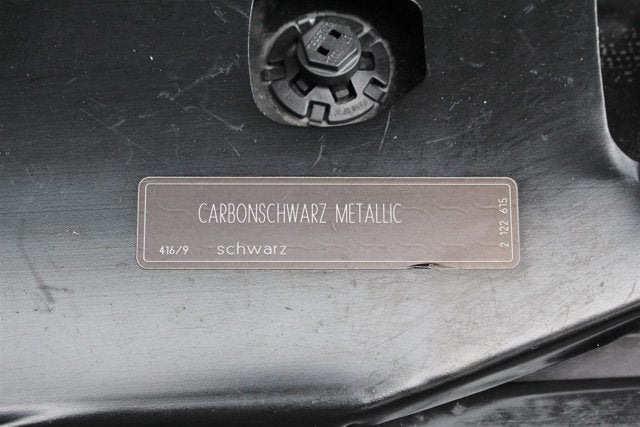 CARBONSCHWARZ METALLIC
416/9 schwarz
2 122 615